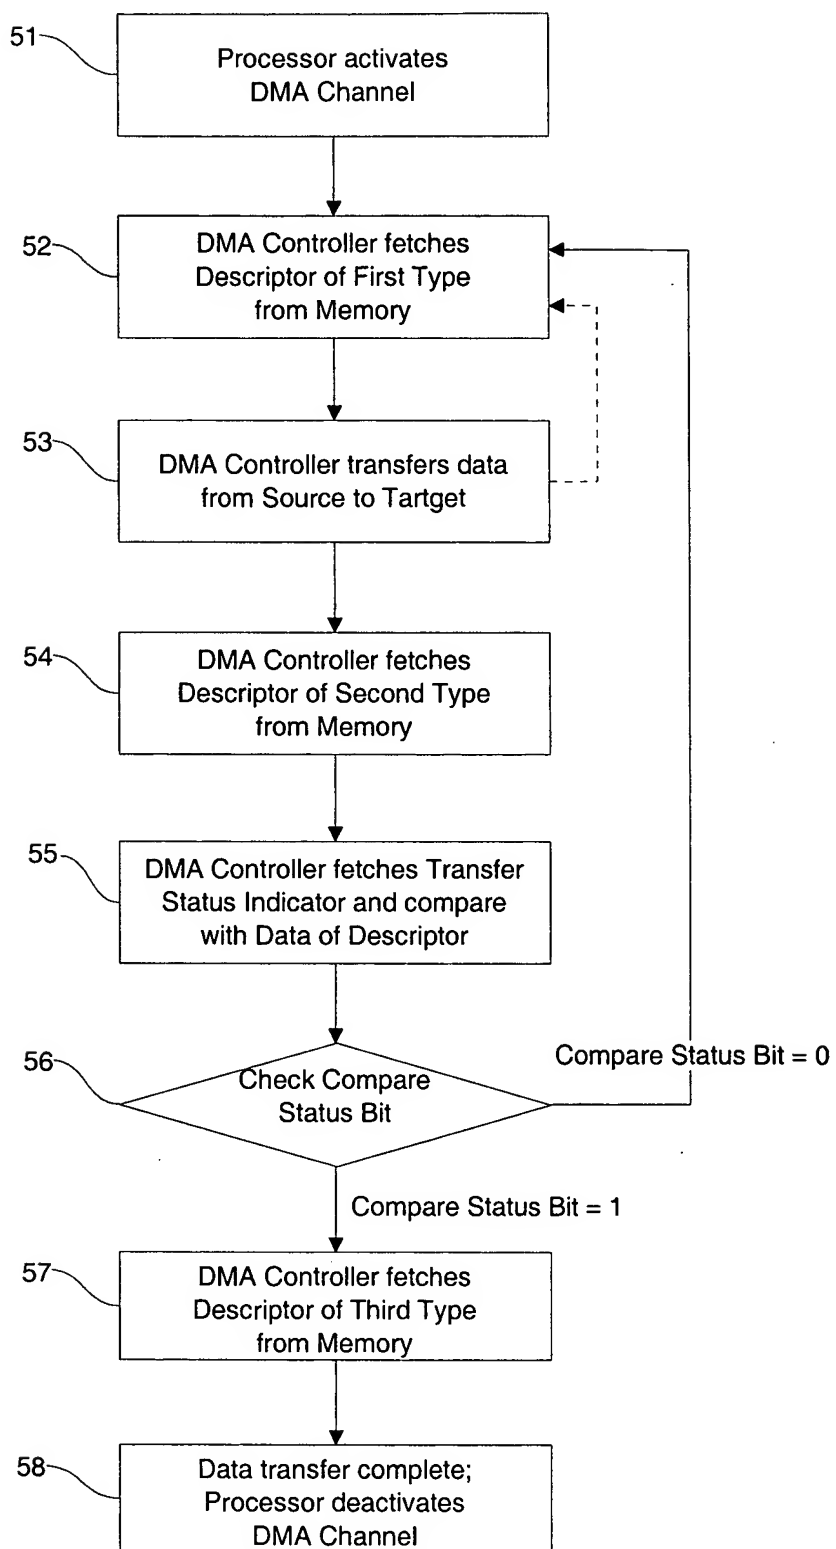 51
Processor activates
DMA Channel
52
DMA Controller fetches
Descriptor of First Type
from Memory
53
DMA Controller transfers data
from Source to Tartget
54
DMA Controller fetches
Descriptor of Second Type
from Memory
55
DMA Controller fetches Transfer
Status Indicator and compare
with Data of Descriptor
56
Check Compare
Status Bit
Compare Status Bit = 0
Compare Status Bit = 1
57
DMA Controller fetches
Descriptor of Third Type
from Memory
58
Data transfer complete;
Processor deactivates
DMA Channel